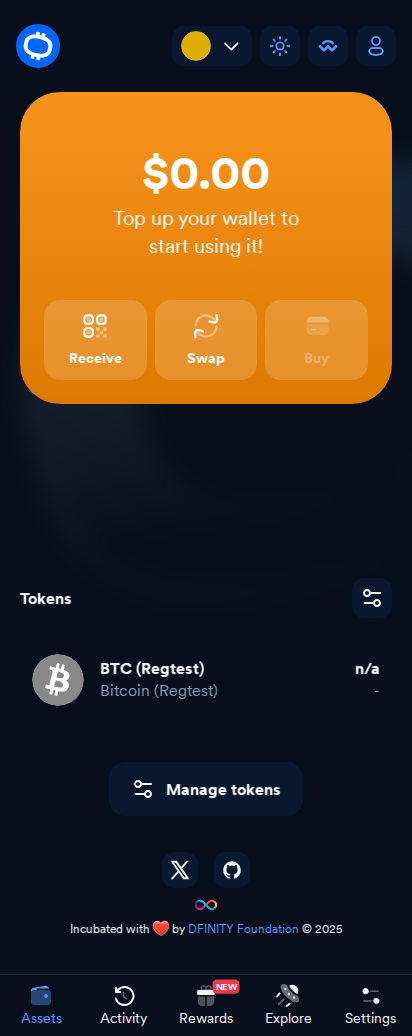 $0.00
Top up your wallet to
start using it!
Receive
Swap
Buy
Tokens
BTC (Regtest)
n/a
Bitcoin (Regtest)
-
Manage tokens
Incubated with ❤️ by DFINITY Foundation © 2025
NEW
Assets
Activity
Rewards
Explore
Settings